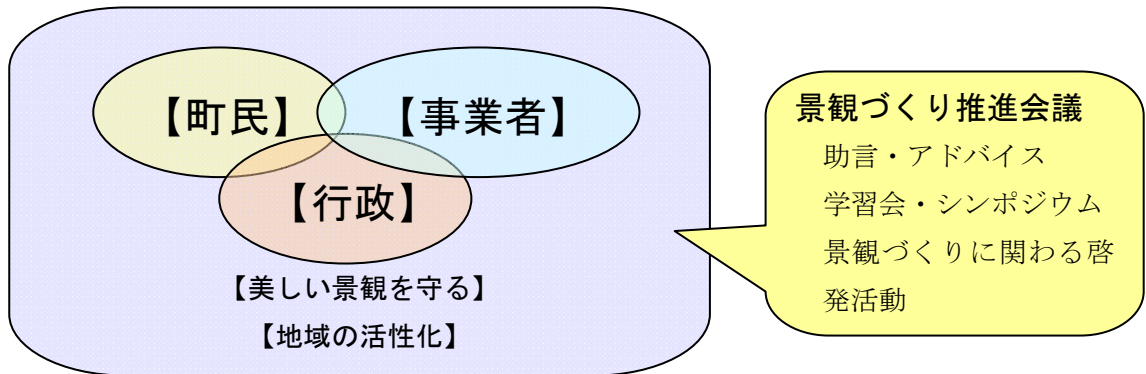 【町民】
【事業者】
【行政】
【美しい景観を守る】
【地域の活性化】
景観づくり推進会議
助言・アドバイス
学習会・シンポジウム
景観づくりに関わる啓
発活動